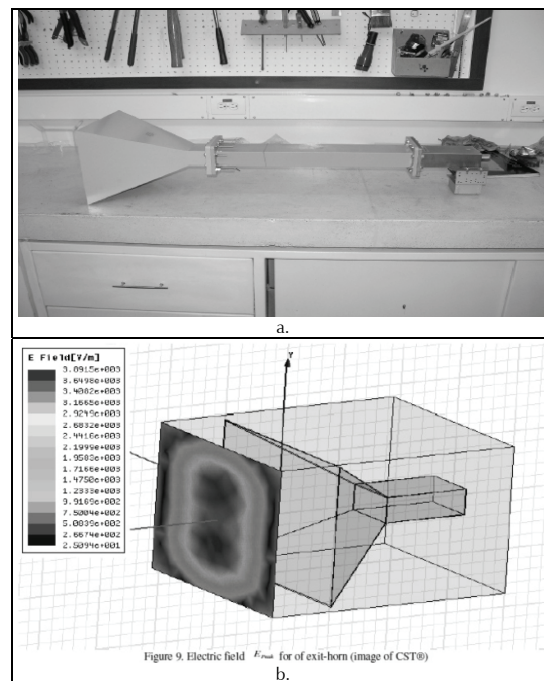 a.
E Field[V/m]
3.8915e+003
3.6498e+003
3.4082e+003
3.1665e+003
2.9249e+003
2.6832e+003
2.4416e+003
2.1999e+003
1.9583e+003
1.7166e+003
1.4750e+003
1.2333e+003
9.9169e+002
7.5004e+002
5.0839e+002
2.6674e+002
2.5094e+001
Y
Figure 9. Electric field E Peak for of exit-horn (image of CST®)
b.